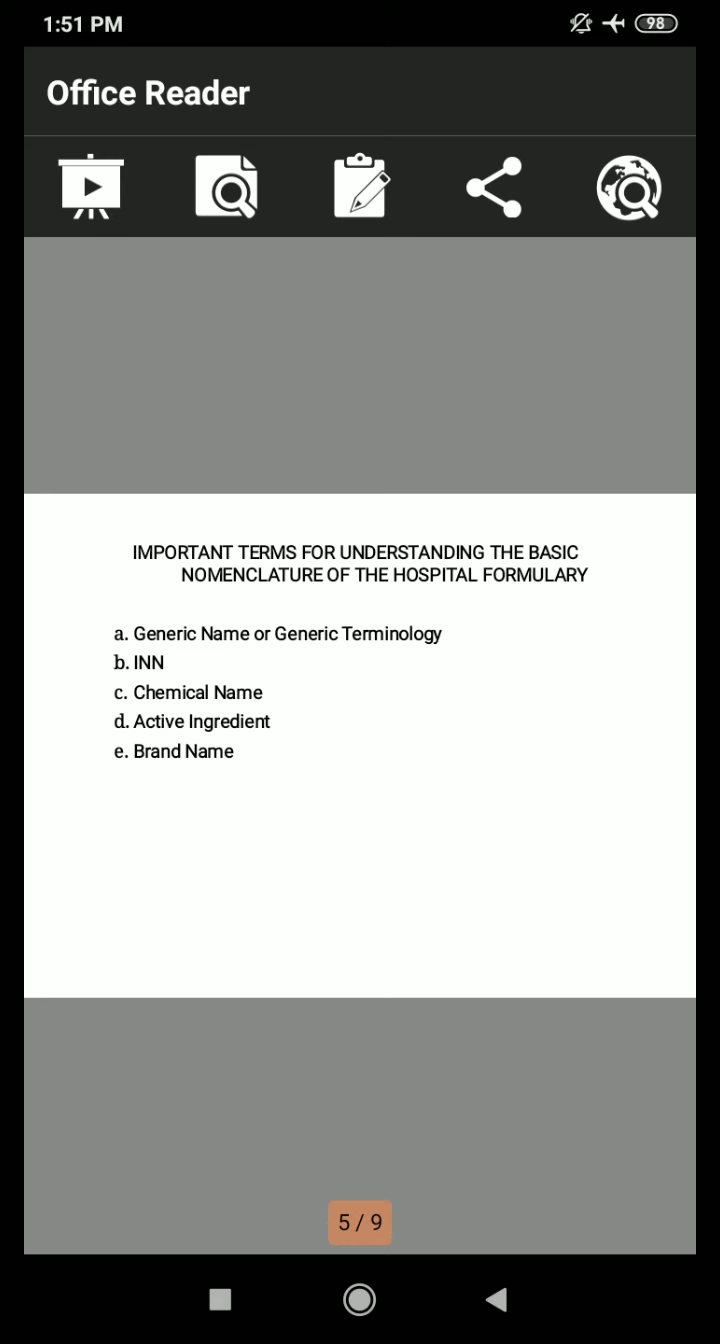 1:51 PM
98
Office Reader
IMPORTANT TERMS FOR UNDERSTANDING THE BASIC
NOMENCLATURE OF THE HOSPITAL FORMULARY
a. Generic Name or Generic Terminology
b. INN
c. Chemical Name
d. Active Ingredient
e. Brand Name
5 / 9